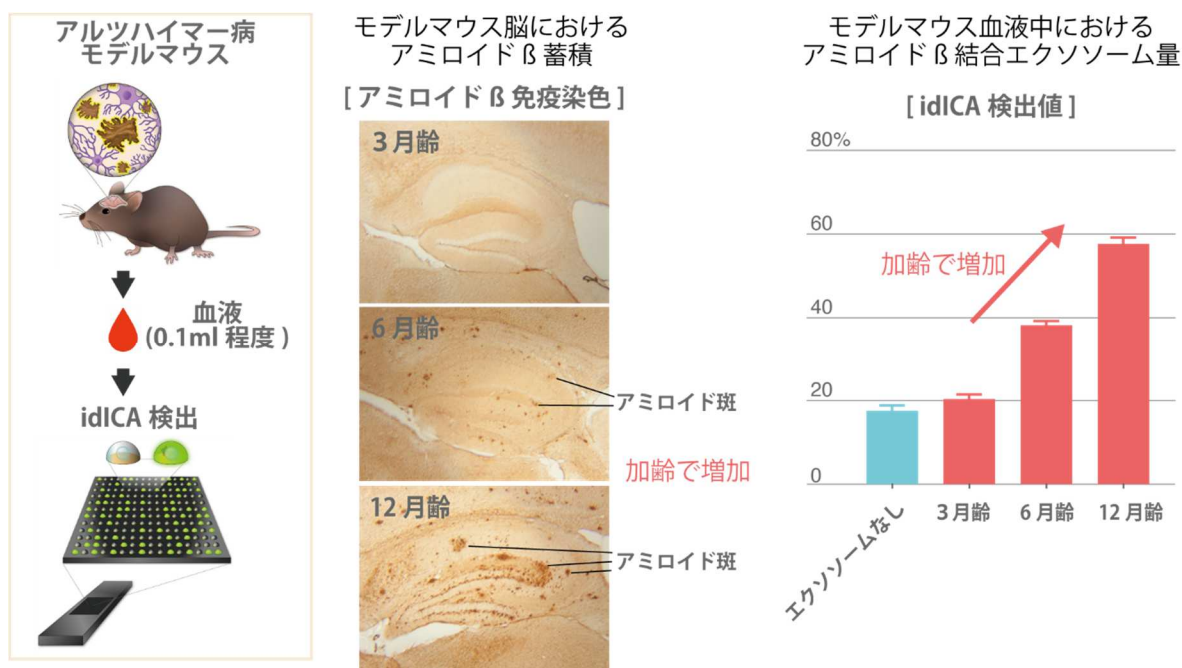 アルツハイマー病
モデルマウス
血液
(0.1ml 程度 )
idICA 検出
モデルマウス脳における
アミロイド ß 蓄積
[ アミロイド ß 免疫染色 ]
3 月齢
6 月齢
アミロイド斑
加齢で増加
12 月齢
アミロイド斑
モデルマウス血液中における
アミロイド ß 結合エクソソーム量
[ idICA 検出値 ]
80%
60
加齢で増加
40
20
0
エクソソームなし
3 月齢
6 月齢
12 月齢